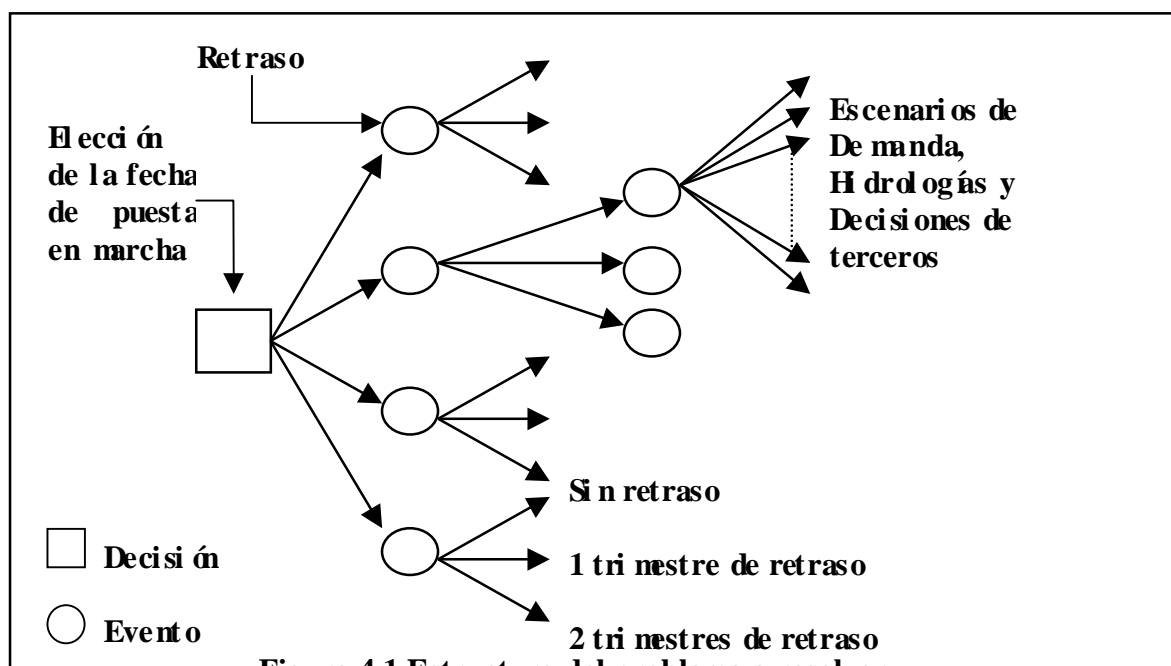 Retraso
Elección
de la fecha
de puesta
en marcha
Escenarios de
Demanda,
Hidrologías y
Decisiones de
terceros
Sin retraso
1 trimestre de retraso
2 trimestres de retraso
Decisión
Evento